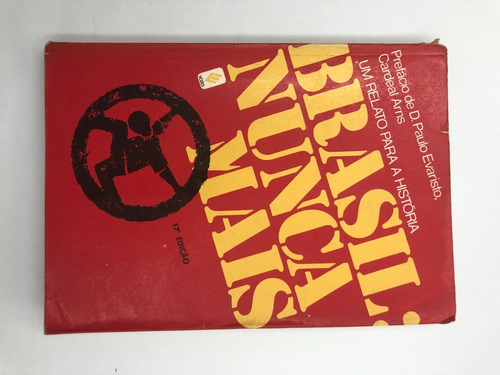 Prefácio de D. Paulo Evaristo,
Cardeal Arns
UM RELATO PARA A HISTÓRIA
BRASIL:
NUNCA
MAIS
17ª EDIÇÃO